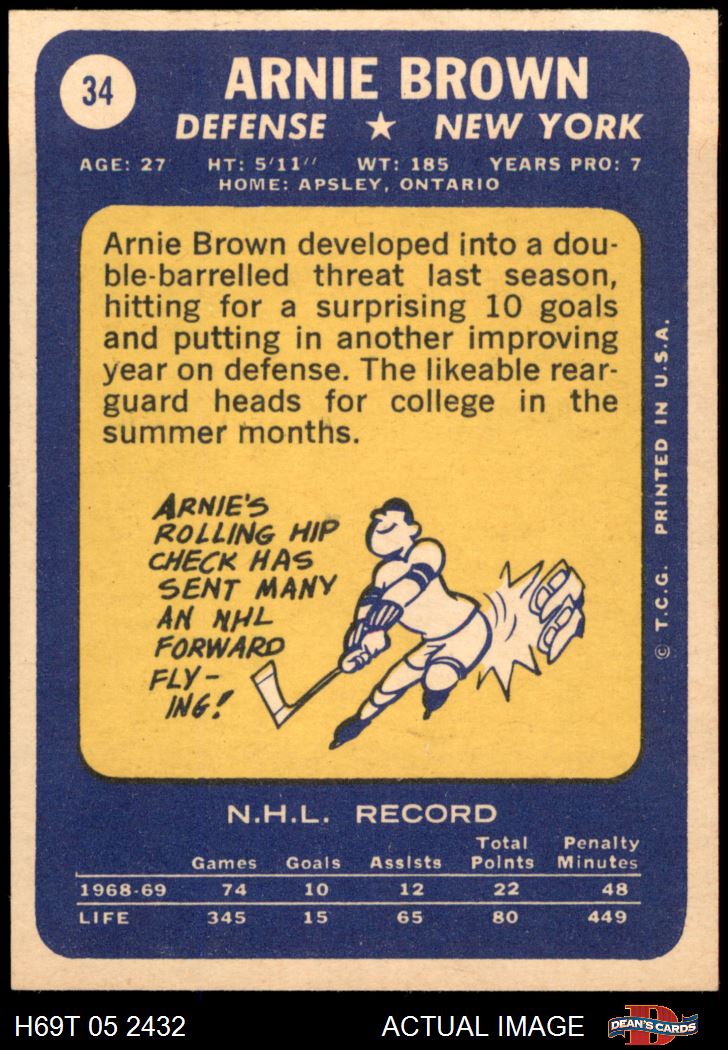 34
ARNIE BROWN
DEFENSE ★ NEW YORK
AGE: 27 HT: 5'11" WT: 185 YEARS PRO: 7
HOME: APSLEY, ONTARIO
Arnie Brown developed into a dou-
ble-barrelled threat last season,
hitting for a surprising 10 goals
and putting in another improving
year on defense. The likeable rear-
guard heads for college in the
summer months.
ARNIE'S
ROLLING HIP
CHECK HAS
SENT MANY
AN NHL
FORWARD
FLY-
ING!
© T.C.G. PRINTED IN U.S.A.
N.H.L. RECORD
Games Goals Assists Total Points Penalty Minutes
1968-69 74 10 12 22 48
LIFE 345 15 65 80 449
H69T 05 2432 ACTUAL IMAGE DEAN'S CARDS